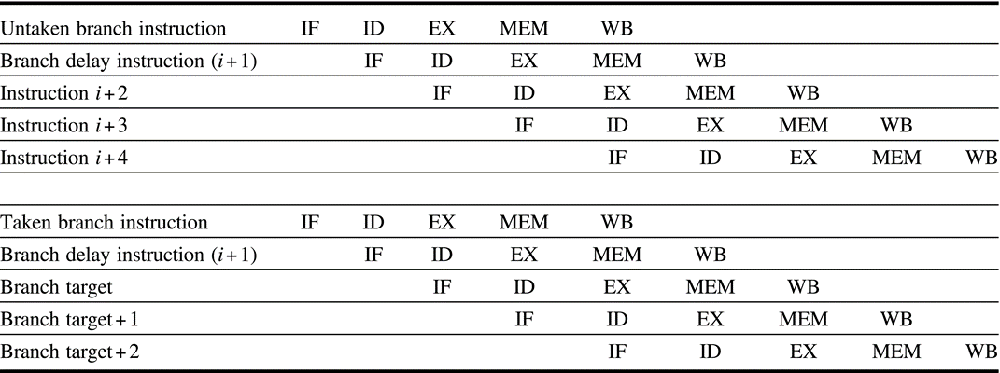 Untaken branch instruction IF ID EX MEM WB
Branch delay instruction (i+1) IF ID EX MEM WB
Instruction i+2 IF ID EX MEM WB
Instruction i+3 IF ID EX MEM WB
Instruction i+4 IF ID EX MEM WB
Taken branch instruction IF ID EX MEM WB
Branch delay instruction (i+1) IF ID EX MEM WB
Branch target IF ID EX MEM WB
Branch target+1 IF ID EX MEM WB
Branch target+2 IF ID EX MEM WB